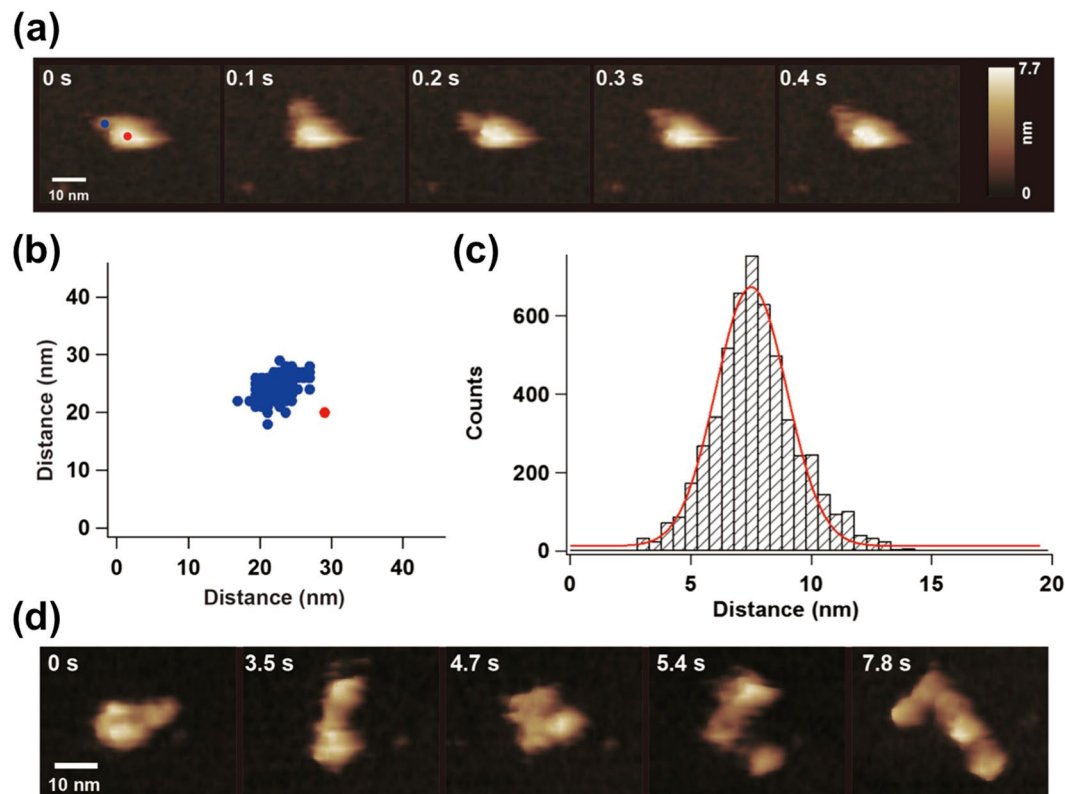 (a)
0 s
0.1 s
0.2 s
0.3 s
0.4 s
7.7
nm
0
10 nm
(b)
(c)
Distance (nm)
40
30
20
10
0
0 10 20 30 40
Distance (nm)
Counts
600
400
200
0
0 5 10 15 20
Distance (nm)
(d)
0 s
3.5 s
4.7 s
5.4 s
7.8 s
10 nm